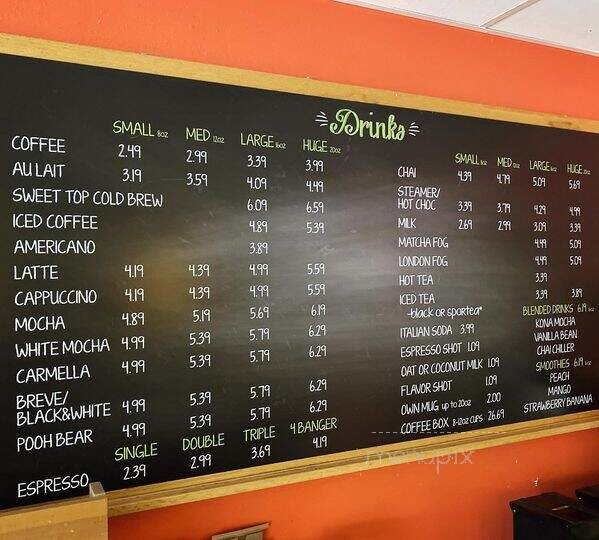 Drinks
SMALL 8oz MED 12oz LARGE 16oz HUGE 20oz
COFFEE 2.49 2.99 3.39 3.99
AU LAIT 3.19 3.59 4.09 4.49
SWEET TOP COLD BREW 6.09 6.59
ICED COFFEE 4.89 5.39
AMERICANO 3.89
LATTE 4.19 4.39 4.99 5.59
CAPPUCCINO 4.19 4.39 4.99 5.59
MOCHA 4.89 5.19 5.69 6.19
WHITE MOCHA 4.99 5.39 5.79 6.29
CARMELLA 4.99 5.39 5.79 6.29
BREVE/
BLACK&WHITE 4.99 5.39 5.79 6.29
POOH BEAR 4.99 5.39 5.79 6.29
SINGLE DOUBLE TRIPLE 4 BANGER
ESPRESSO 2.39 2.99 3.69 4.19
SMALL 8oz MED 12oz LARGE 16oz HUGE 20oz
CHAI 4.39 4.79 5.09 5.69
STEAMER/
HOT CHOC 3.39 3.79 4.29 4.99
MILK 2.69 2.99 3.09 3.39
MATCHA FOG 4.49 5.09
LONDON FOG 4.49 5.09
HOT TEA 3.39
ICED TEA 3.39 3.89
-black or sportea*
ITALIAN SODA 3.99
ESPRESSO SHOT 1.09
OAT OR COCONUT MILK 1.09
FLAVOR SHOT 1.09
OWN MUG up to 20oz 2.00
COFFEE BOX 8-12oz CUPS 26.69
BLENDED DRINKS 6.19 16oz
KONA MOCHA
VANILLA BEAN
CHAI CHILLER
SMOOTHIES 6.19 16oz
PEACH
MANGO
STRAWBERRY BANANA
menupix